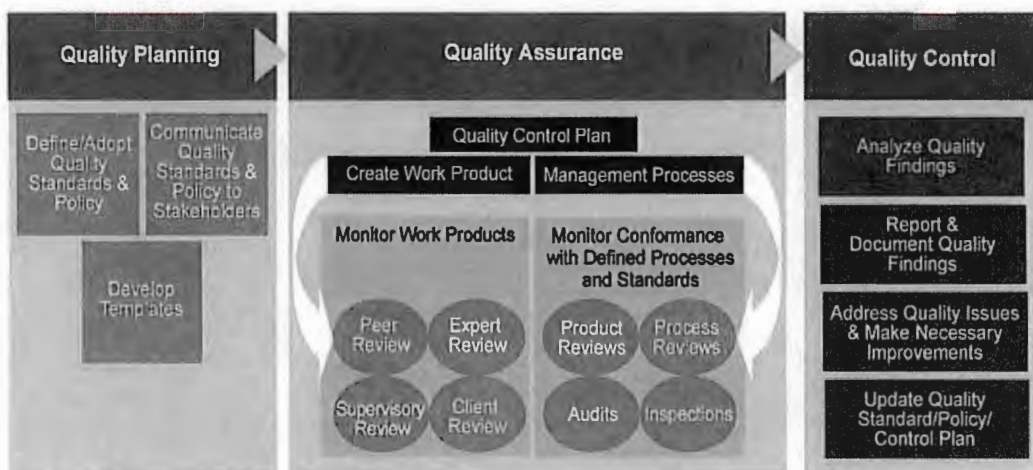 Quality Planning
Define/Adopt
Quality
Standards &
Policy
Communicate
Quality
Standards &
Policy to
Stakeholders
Develop
Templates
Quality Assurance
Quality Control Plan
Create Work Product
Management Processes
Monitor Work Products
Peer
Review
Expert
Review
Supervisory
Review
Client
Review
Monitor Conformance
with Defined Processes
and Standards
Product
Reviews
Process
Reviews
Audits
Inspections
Quality Control
Analyze Quality
Findings
Report &
Document Quality
Findings
Address Quality Issues
& Make Necessary
Improvements
Update Quality
Standard/Policy/
Control Plan